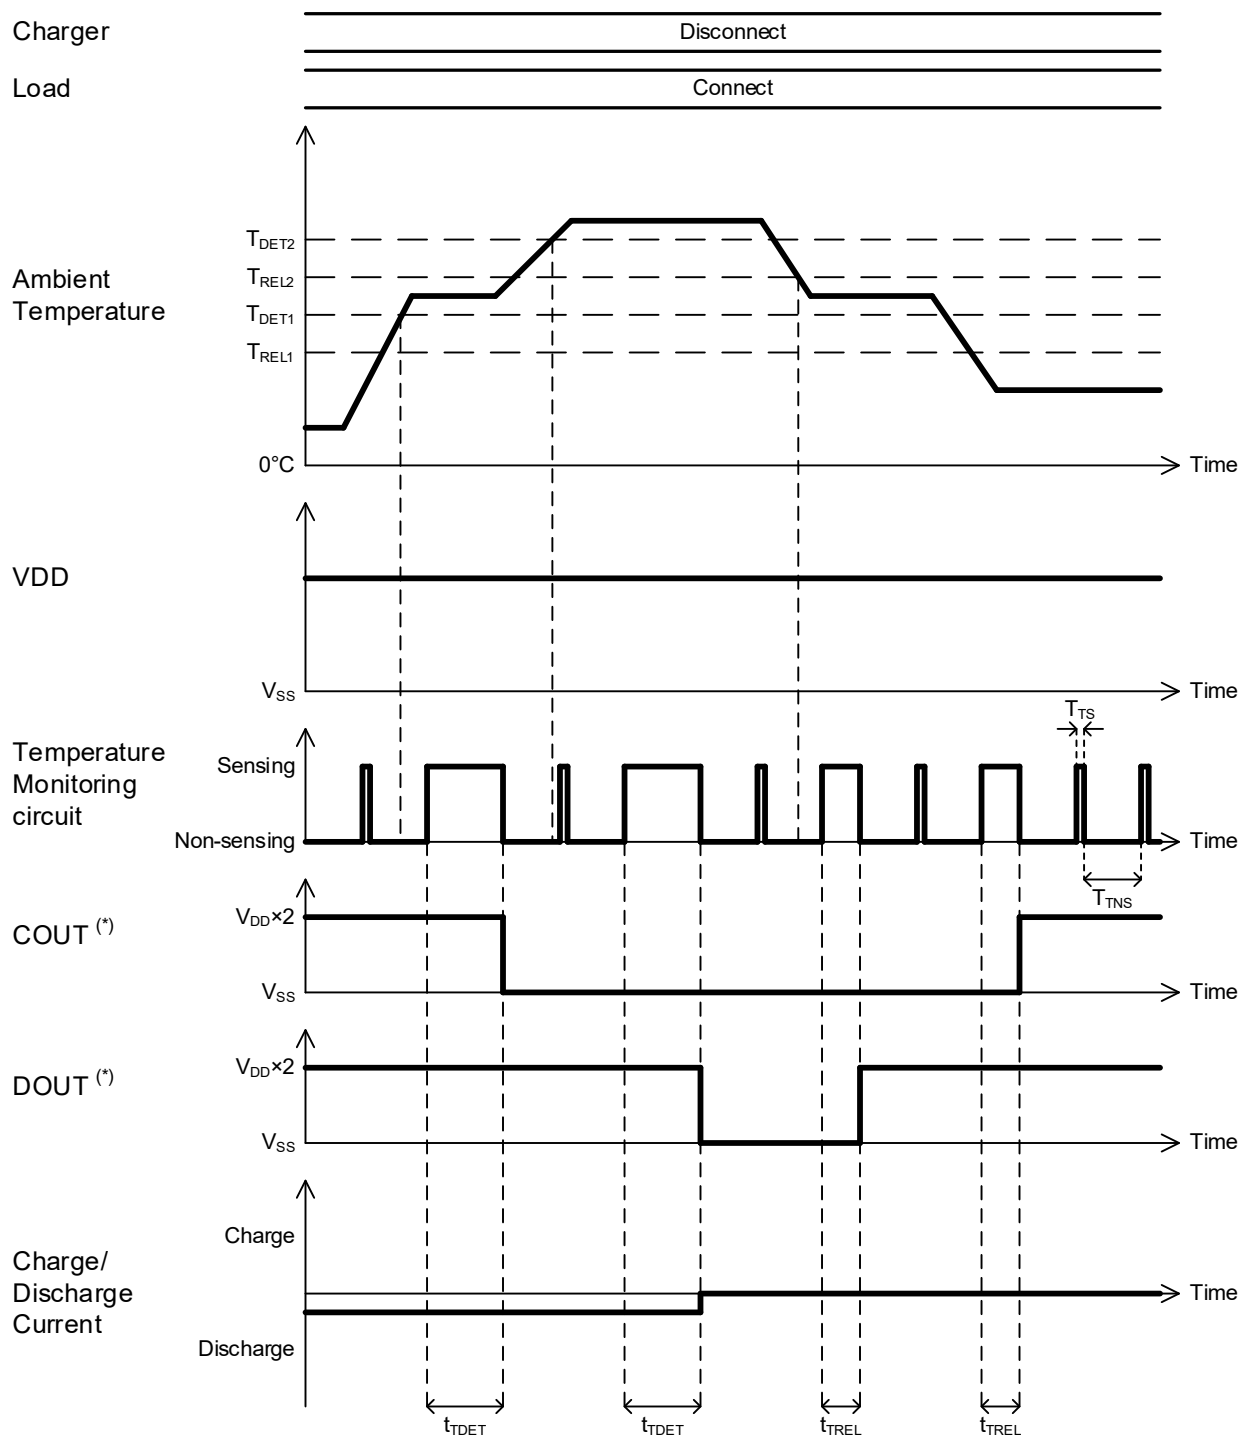 Charger
Disconnect
Load
Connect
Ambient
Temperature
TDET2
TREL2
TDET1
TREL1
0°C
Time
VDD
VSS
Time
Temperature
Monitoring
circuit
Sensing
Non-sensing
TTS
TTNS
Time
COUT (*)
VDD×2
VSS
Time
DOUT (*)
VDD×2
VSS
Time
Charge/
Discharge
Current
Charge
Discharge
Time
tTDET
tTDET
tTREL
tTREL